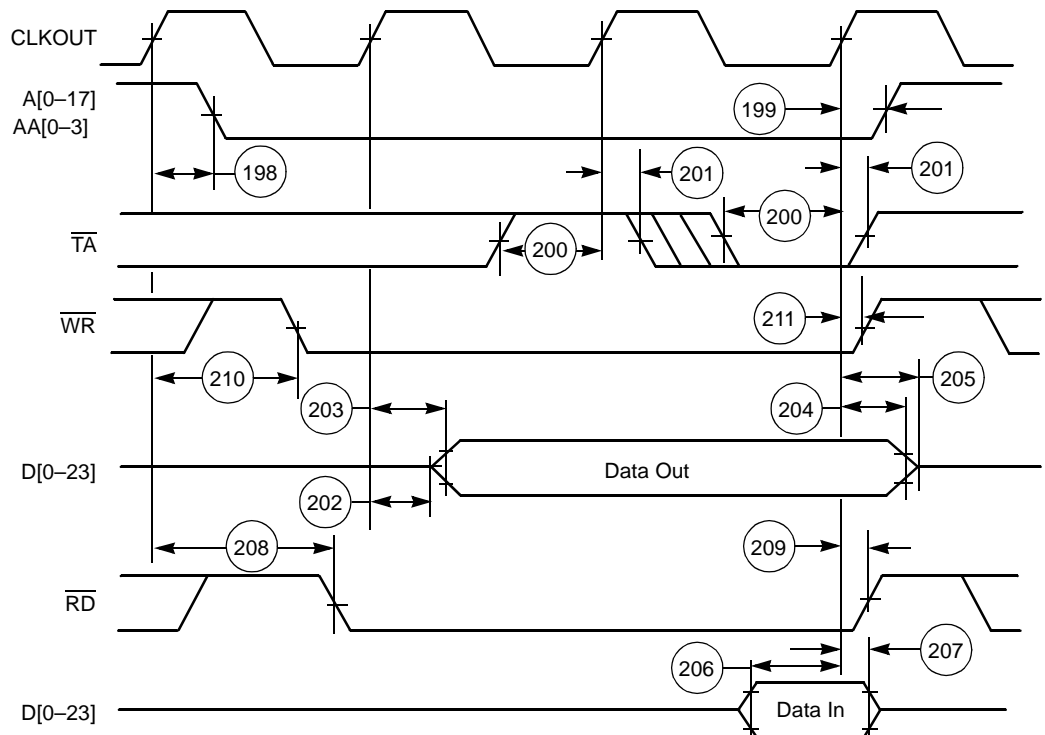 CLKOUT
A[0–17]
AA[0–3]
199
198
201
201
200
TA
200
WR
211
210
205
203
204
D[0–23]
Data Out
202
208
209
RD
206
207
D[0–23]
Data In